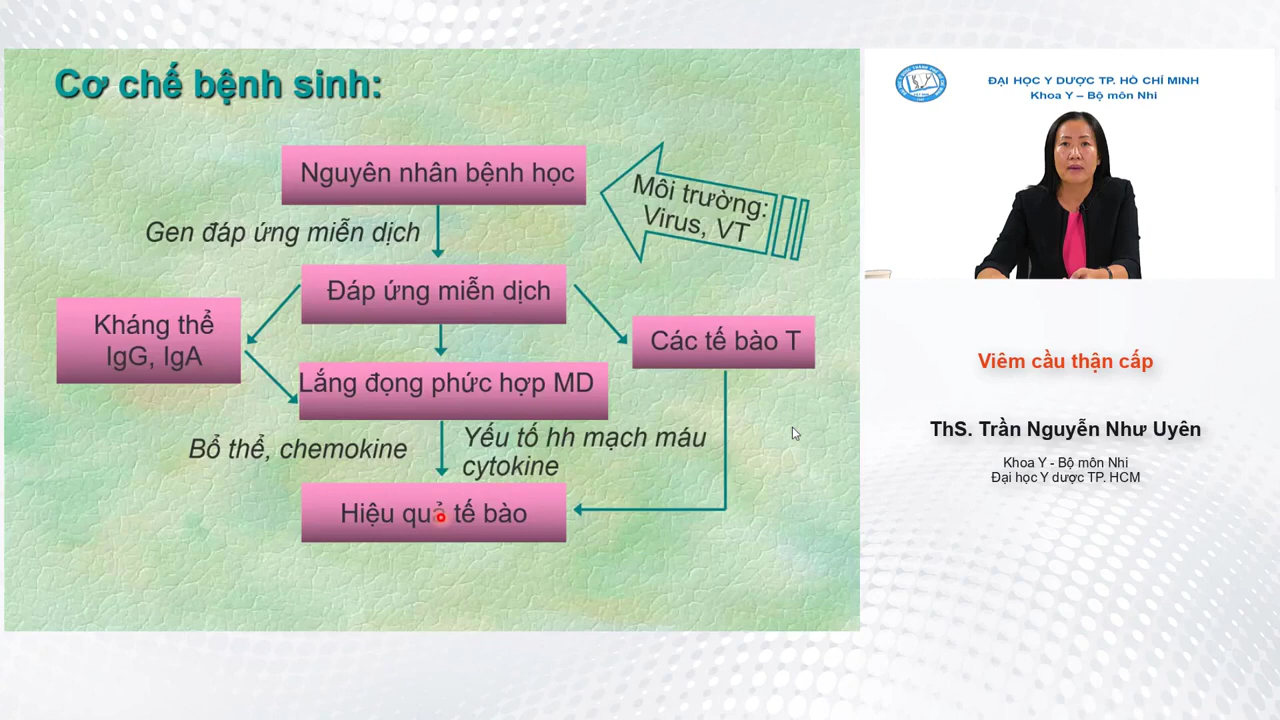 Cơ chế bệnh sinh:
Nguyên nhân bệnh học
Môi trường:
Virus, VT
Gen đáp ứng miễn dịch
Đáp ứng miễn dịch
Kháng thể
IgG, IgA
Các tế bào T
Lắng đọng phức hợp MD
Bổ thể, chemokine
Yếu tố hh mạch máu
cytokine
Hiệu quả tế bào
ĐẠI HỌC Y DƯỢC TP. HỒ CHÍ MINH
Khoa Y – Bộ môn Nhi
Viêm cầu thận cấp
ThS. Trần Nguyễn Như Uyên
Khoa Y - Bộ môn Nhi
Đại học Y dược TP. HCM